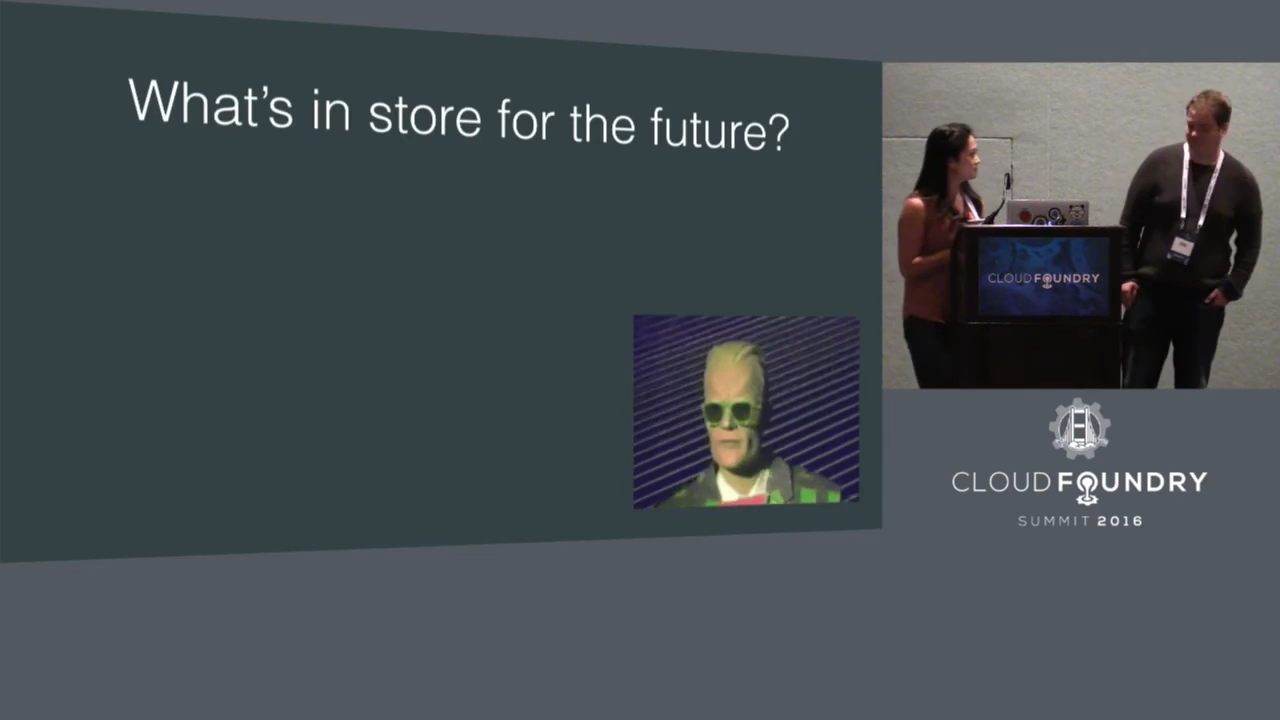 What's in store for the future?
CLOUD FOUNDRY
CLOUD FOUNDRY
SUMMIT 2016